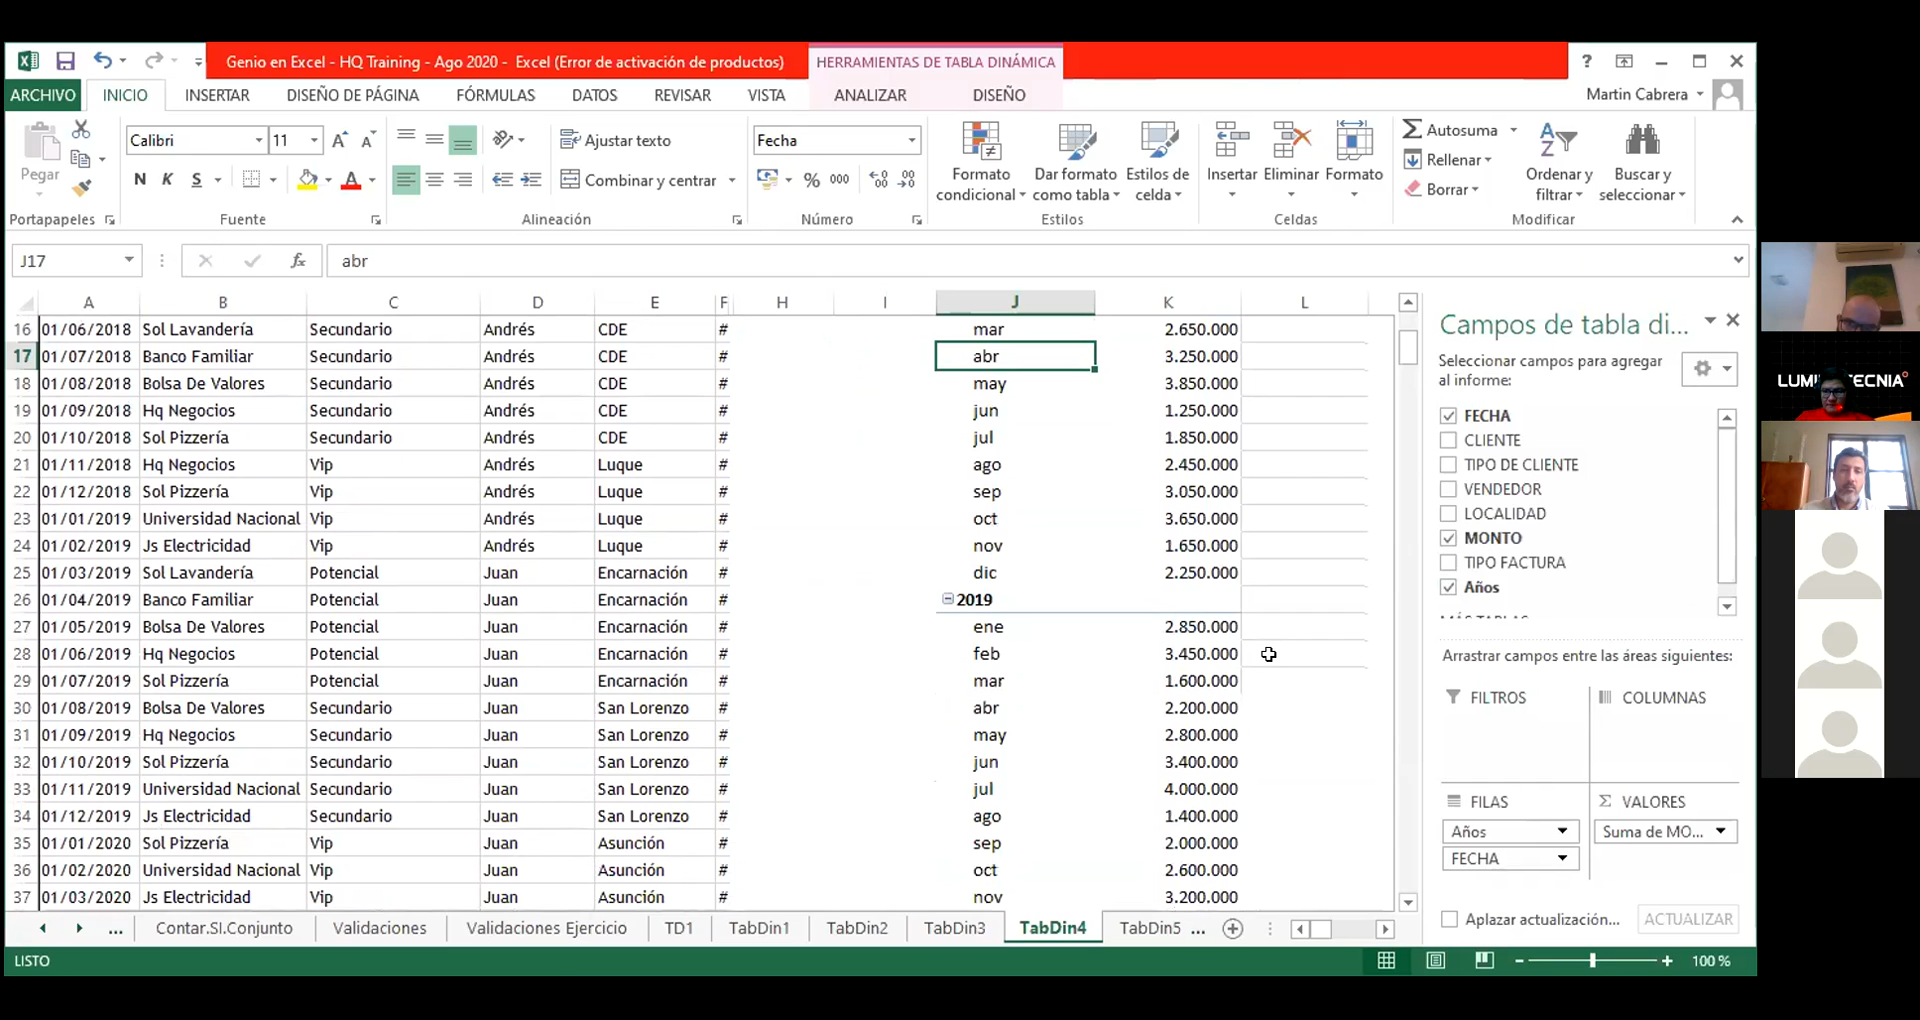 Genio en Excel - HQ Training - Ago 2020 - Excel (Error de activación de productos)
HERRAMIENTAS DE TABLA DINÁMICA
?
ARCHIVO INICIO INSERTAR DISEÑO DE PÁGINA FÓRMULAS DATOS REVISAR VISTA ANALIZAR DISEÑO Martin Cabrera
Pegar
Portapapeles
Calibri 11
N K S
Fuente
Ajustar texto
Combinar y centrar
Alineación
Fecha
% 000
Número
Formato condicional
Dar formato como tabla
Estilos de celda
Estilos
Insertar Eliminar Formato
Celdas
Autosuma
Rellenar
Borrar
Ordenar y filtrar
Buscar y seleccionar
Modificar
J17 fx abr
A B C D E F H I J K L
16 01/06/2018 Sol Lavandería Secundario Andrés CDE # mar 2.650.000
17 01/07/2018 Banco Familiar Secundario Andrés CDE # abr 3.250.000
18 01/08/2018 Bolsa De Valores Secundario Andrés CDE # may 3.850.000
19 01/09/2018 Hq Negocios Secundario Andrés CDE # jun 1.250.000
20 01/10/2018 Sol Pizzería Secundario Andrés CDE # jul 1.850.000
21 01/11/2018 Hq Negocios Vip Andrés Luque # ago 2.450.000
22 01/12/2018 Sol Pizzería Vip Andrés Luque # sep 3.050.000
23 01/01/2019 Universidad Nacional Vip Andrés Luque # oct 3.650.000
24 01/02/2019 Js Electricidad Vip Andrés Luque # nov 1.650.000
25 01/03/2019 Sol Lavandería Potencial Juan Encarnación # dic 2.250.000
26 01/04/2019 Banco Familiar Potencial Juan Encarnación # 2019
27 01/05/2019 Bolsa De Valores Potencial Juan Encarnación # ene 2.850.000
28 01/06/2019 Hq Negocios Potencial Juan Encarnación # feb 3.450.000
29 01/07/2019 Sol Pizzería Potencial Juan Encarnación # mar 1.600.000
30 01/08/2019 Bolsa De Valores Secundario Juan San Lorenzo # abr 2.200.000
31 01/09/2019 Hq Negocios Secundario Juan San Lorenzo # may 2.800.000
32 01/10/2019 Sol Pizzería Secundario Juan San Lorenzo # jun 3.400.000
33 01/11/2019 Universidad Nacional Secundario Juan San Lorenzo # jul 4.000.000
34 01/12/2019 Js Electricidad Secundario Juan San Lorenzo # ago 1.400.000
35 01/01/2020 Sol Pizzería Vip Juan Asunción # sep 2.000.000
36 01/02/2020 Universidad Nacional Vip Juan Asunción # oct 2.600.000
37 01/03/2020 Js Electricidad Vip Juan Asunción # nov 3.200.000
Campos de tabla di...
Seleccionar campos para agregar
al informe:
FECHA
CLIENTE
TIPO DE CLIENTE
VENDEDOR
LOCALIDAD
MONTO
TIPO FACTURA
Años
Arrastrar campos entre las áreas siguientes:
FILTROS COLUMNAS
FILAS Σ VALORES
Años Suma de MO...
FECHA
Aplazar actualización... ACTUALIZAR
... Contar.SI.Conjunto Validaciones Validaciones Ejercicio TD1 TabDin1 TabDin2 TabDin3 TabDin4 TabDin5 ...
LISTO 100 %